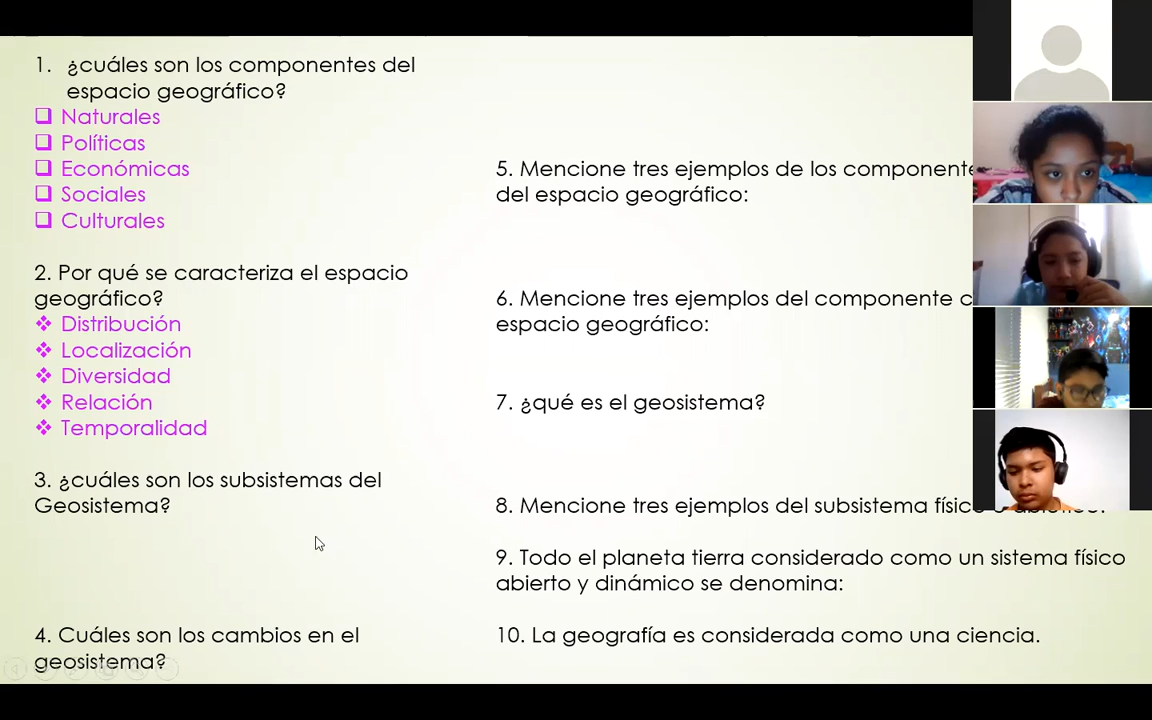 1. ¿cuáles son los componentes del
espacio geográfico?
Naturales
Políticas
Económicas
Sociales
Culturales
2. Por qué se caracteriza el espacio
geográfico?
Distribución
Localización
Diversidad
Relación
Temporalidad
3. ¿cuáles son los subsistemas del
Geosistema?
4. Cuáles son los cambios en el
geosistema?
5. Mencione tres ejemplos de los
del espacio geográfico:
6. Mencione tres ejemplos del componente
espacio geográfico:
7. ¿qué es el geosistema?
8. Mencione tres ejemplos del subsistema
9. Todo el planeta tierra considerado como un sistema físico
abierto y dinámico se denomina:
10. La geografía es considerada como una ciencia.